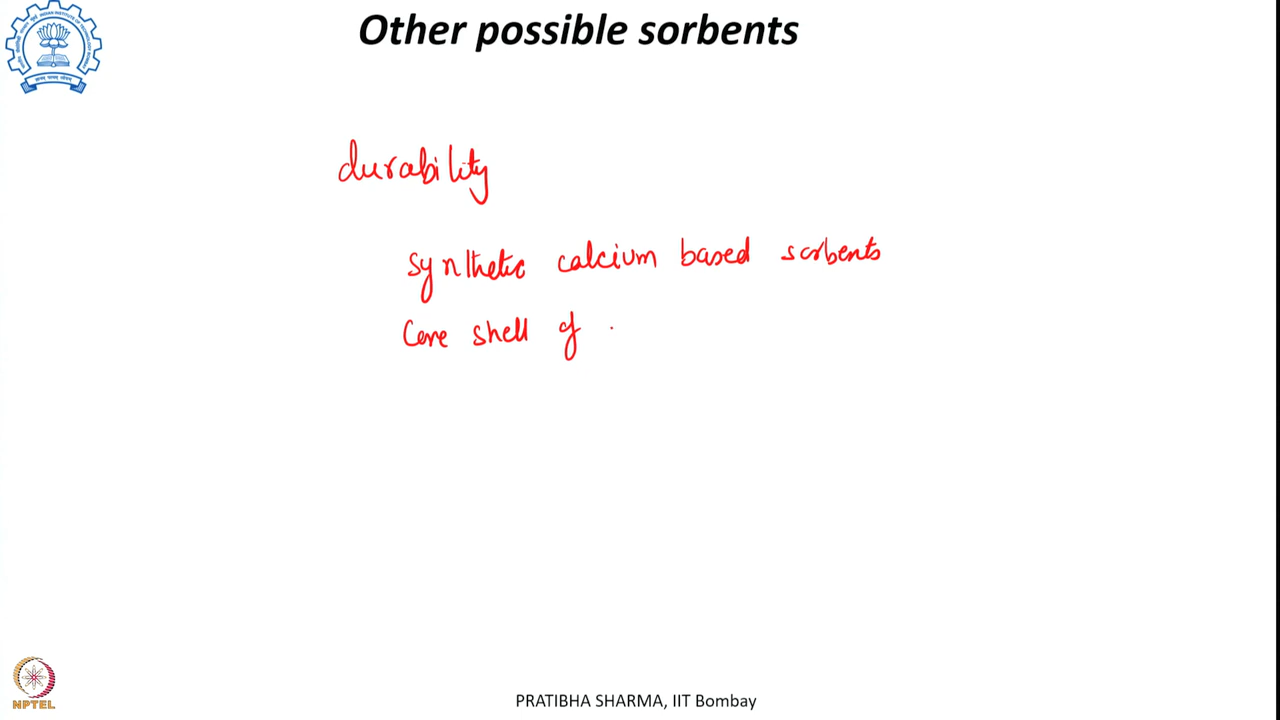 Other possible sorbents
durability
synthetic calcium based sorbents
Core shell of
NPTEL
PRATIBHA SHARMA, IIT Bombay